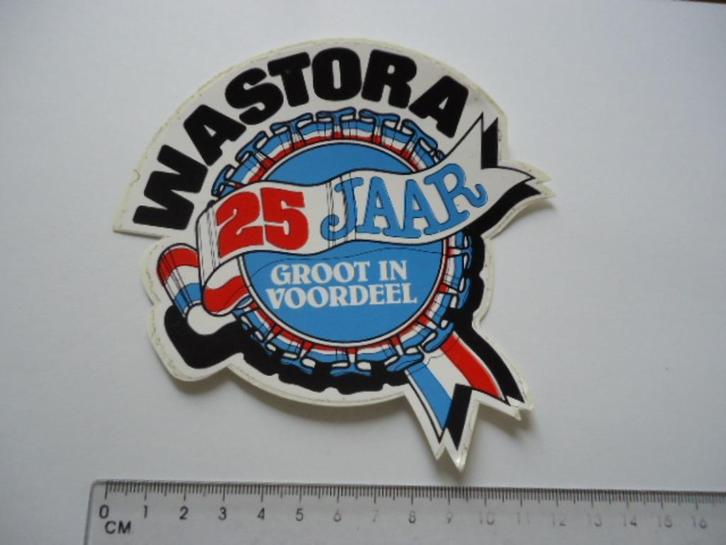 WASTORA
25 JAAR
GROOT IN
VOORDEEL
0 1 2 3 4 5 6 7 8 9 10 11 12 13 14 15 16
CM